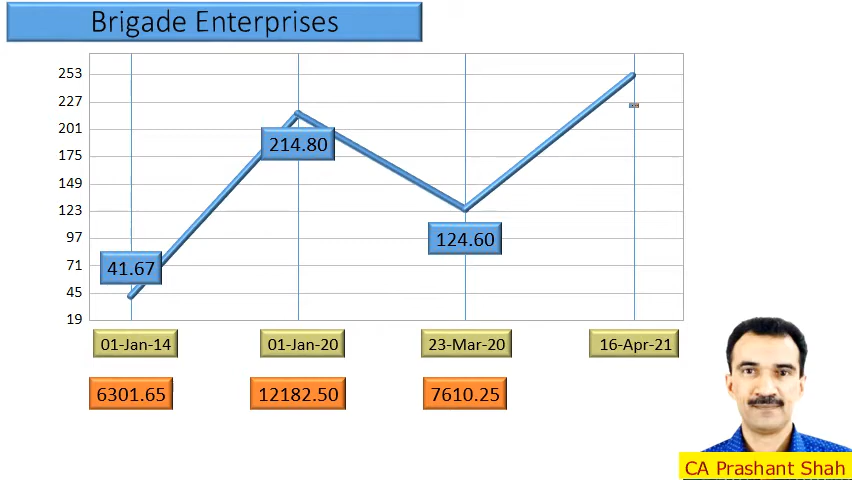 Brigade Enterprises
253
227
201
175
149
123
97
71
45
19
214.80
124.60
41.67
01-Jan-14
01-Jan-20
23-Mar-20
16-Apr-21
6301.65
12182.50
7610.25
CA Prashant Shah